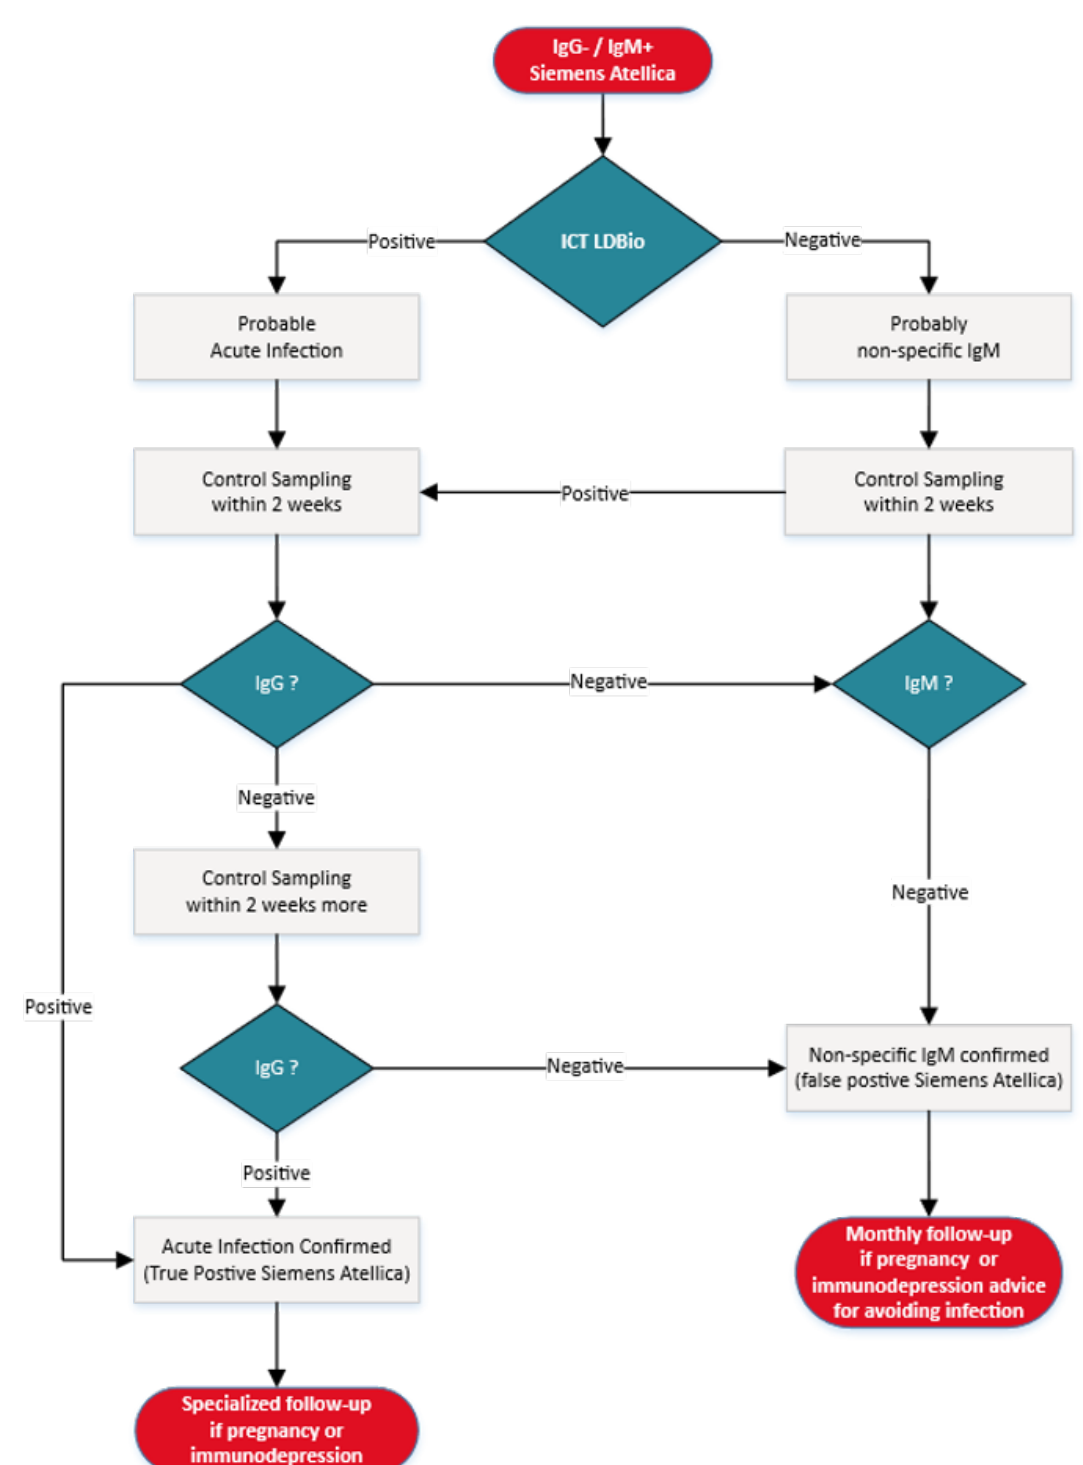 IgG- / IgM+
Siemens Atellica
ICT LDBio
Positive
Negative
Probable
Acute Infection
Probably
non-specific IgM
Control Sampling
within 2 weeks
Positive
Control Sampling
within 2 weeks
IgG ?
Negative
IgM ?
Negative
Control Sampling
within 2 weeks more
Negative
Positive
IgG ?
Negative
Non-specific IgM confirmed
(false postive Siemens Atellica)
Positive
Acute Infection Confirmed
(True Postive Siemens Atellica)
Monthly follow-up
if pregnancy or
immunodepression advice
for avoiding infection
Specialized follow-up
if pregnancy or
immunodepression